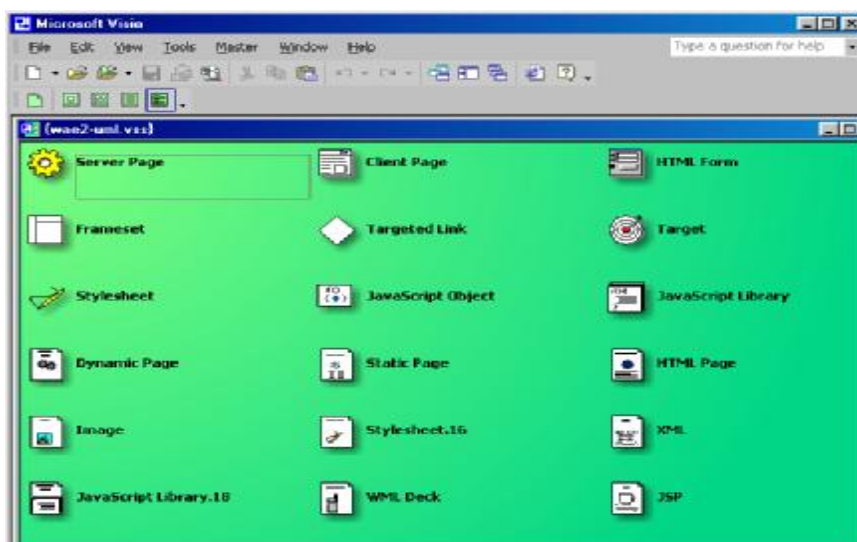 Microsoft Visio
File Edit View Tools Master Window Help
Type a question for help
(wae2-uml.vss)
Server Page Client Page HTML Form
Frameset Targeted Link Target
Stylesheet JavaScript Object JavaScript Library
Dynamic Page Static Page HTML Page
Image Stylesheet.16 XML
JavaScript Library.18 WML Deck JSP